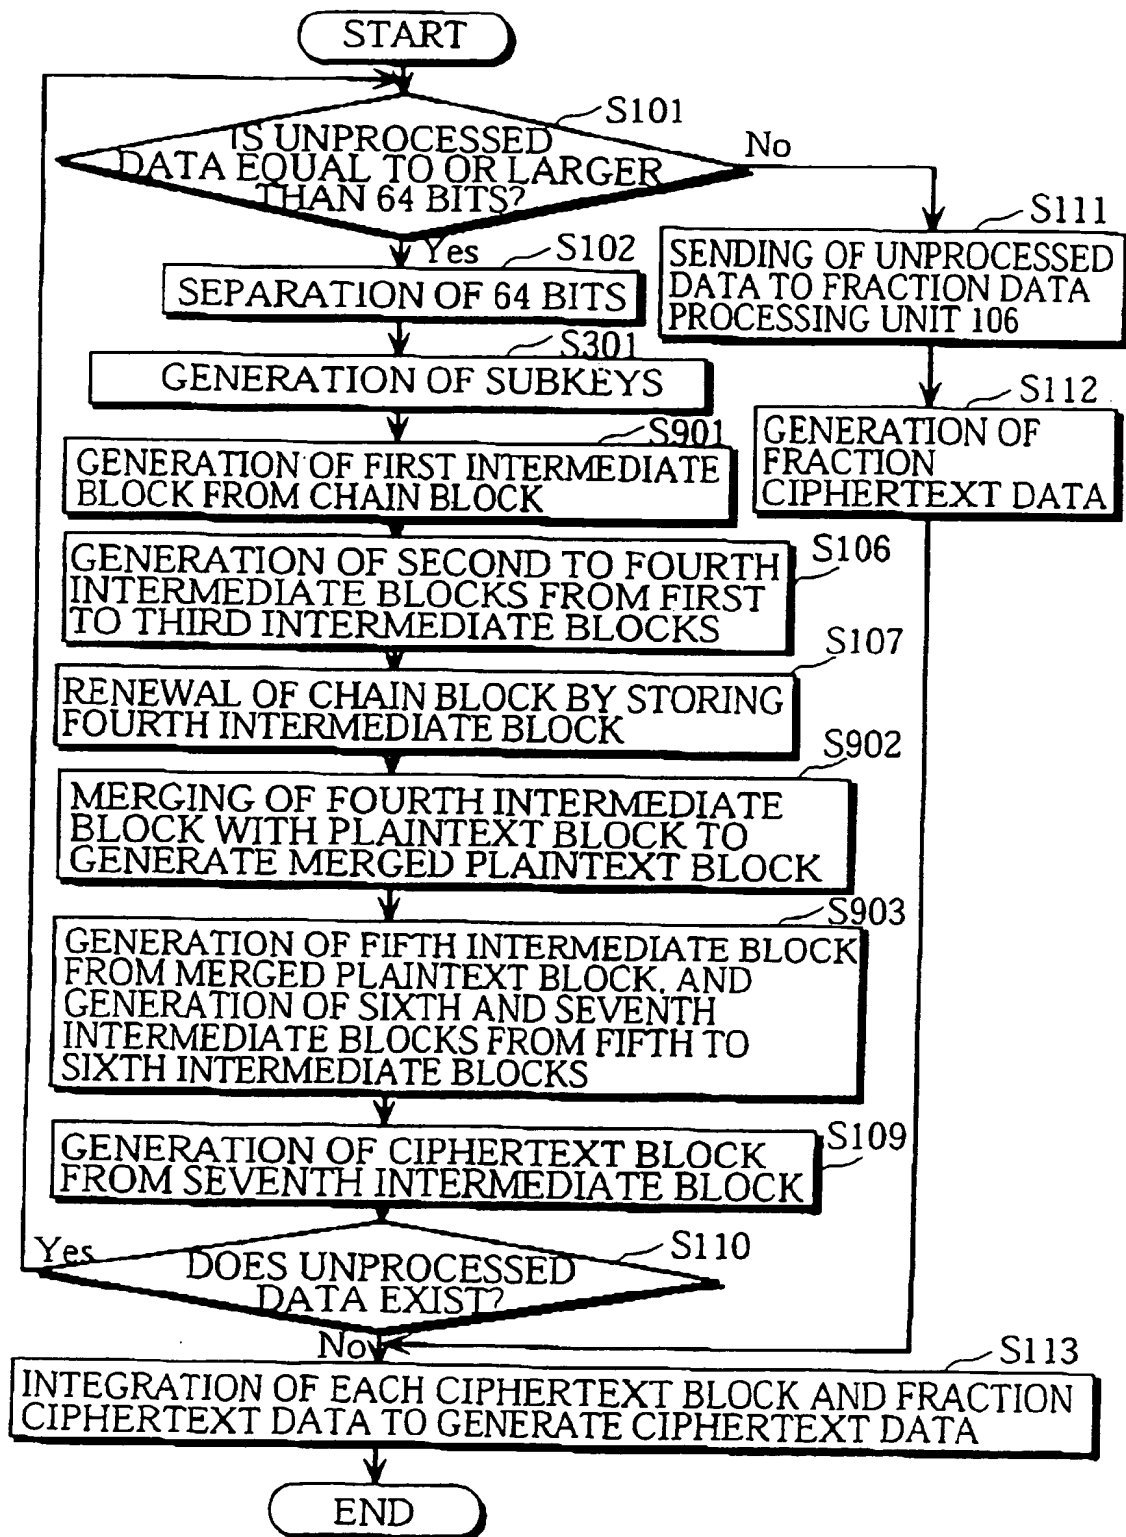 START
S101
IS UNPROCESSED
DATA EQUAL TO OR LARGER
THAN 64 BITS?
No
Yes
S102
SEPARATION OF 64 BITS
S301
GENERATION OF SUBKEYS
S901
GENERATION OF FIRST INTERMEDIATE
BLOCK FROM CHAIN BLOCK
S106
GENERATION OF SECOND TO FOURTH
INTERMEDIATE BLOCKS FROM FIRST
TO THIRD INTERMEDIATE BLOCKS
S107
RENEWAL OF CHAIN BLOCK BY STORING
FOURTH INTERMEDIATE BLOCK
S902
MERGING OF FOURTH INTERMEDIATE
BLOCK WITH PLAINTEXT BLOCK TO
GENERATE MERGED PLAINTEXT BLOCK
S903
GENERATION OF FIFTH INTERMEDIATE BLOCK
FROM MERGED PLAINTEXT BLOCK, AND
GENERATION OF SIXTH AND SEVENTH
INTERMEDIATE BLOCKS FROM FIFTH TO
SIXTH INTERMEDIATE BLOCKS
S109
GENERATION OF CIPHERTEXT BLOCK
FROM SEVENTH INTERMEDIATE BLOCK
S110
Yes
DOES UNPROCESSED
DATA EXIST?
No
S111
SENDING OF UNPROCESSED
DATA TO FRACTION DATA
PROCESSING UNIT 106
S112
GENERATION OF
FRACTION
CIPHERTEXT DATA
S113
INTEGRATION OF EACH CIPHERTEXT BLOCK AND FRACTION
CIPHERTEXT DATA TO GENERATE CIPHERTEXT DATA
END